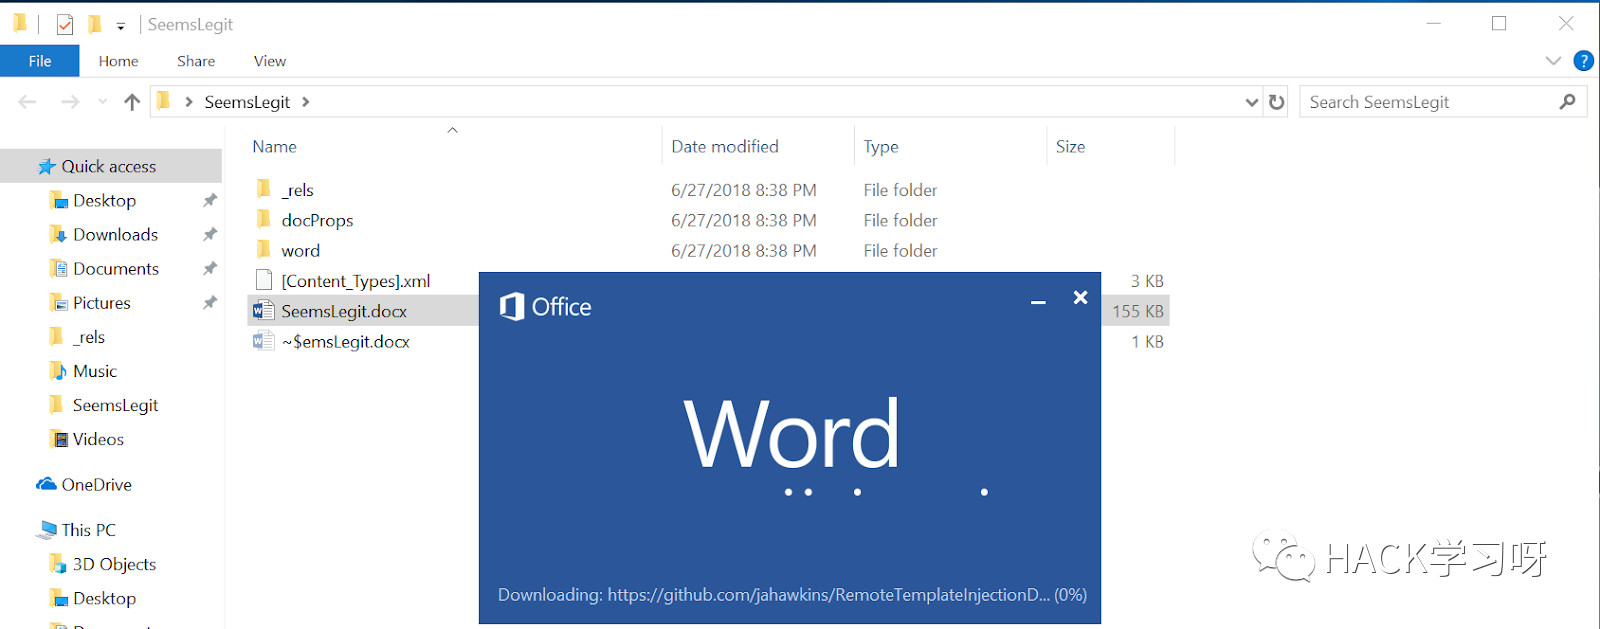 SeemsLegit
File Home Share View
SeemsLegit
Search SeemsLegit
Name Date modified Type Size
Quick access
Desktop
Downloads
Documents
Pictures
_rels
Music
SeemsLegit
Videos
OneDrive
This PC
3D Objects
Desktop
_rels 6/27/2018 8:38 PM File folder
docProps 6/27/2018 8:38 PM File folder
word 6/27/2018 8:38 PM File folder
[Content_Types].xml 3 KB
SeemsLegit.docx 155 KB
~$emsLegit.docx 1 KB
Office
Word
Downloading: https://github.com/jahawkins/RemoteTemplateInjectionD... (0%)
HACK学习呀